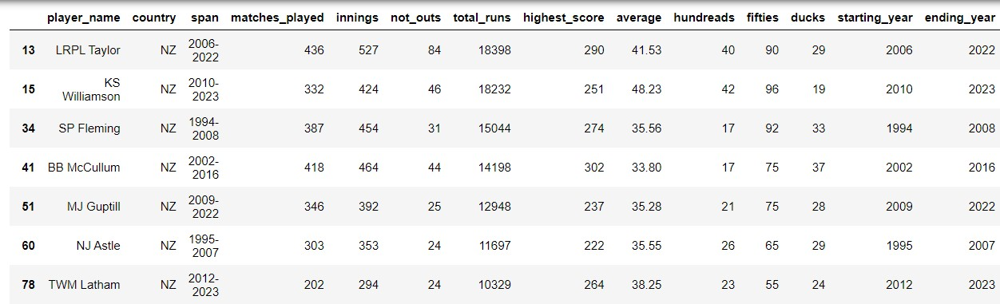 player_name country span matches_played innings not_outs total_runs highest_score average hundreads fifties ducks starting_year ending_year
13 LRPL Taylor NZ 2006-2022 436 527 84 18398 290 41.53 40 90 29 2006 2022
15 KS Williamson NZ 2010-2023 332 424 46 18232 251 48.23 42 96 19 2010 2023
34 SP Fleming NZ 1994-2008 387 454 31 15044 274 35.56 17 92 33 1994 2008
41 BB McCullum NZ 2002-2016 418 464 44 14198 302 33.80 17 75 37 2002 2016
51 MJ Guptill NZ 2009-2022 346 392 25 12948 237 35.28 21 75 28 2009 2022
60 NJ Astle NZ 1995-2007 303 353 24 11697 222 35.55 26 65 29 1995 2007
78 TWM Latham NZ 2012-2023 202 294 24 10329 264 38.25 23 55 24 2012 2023